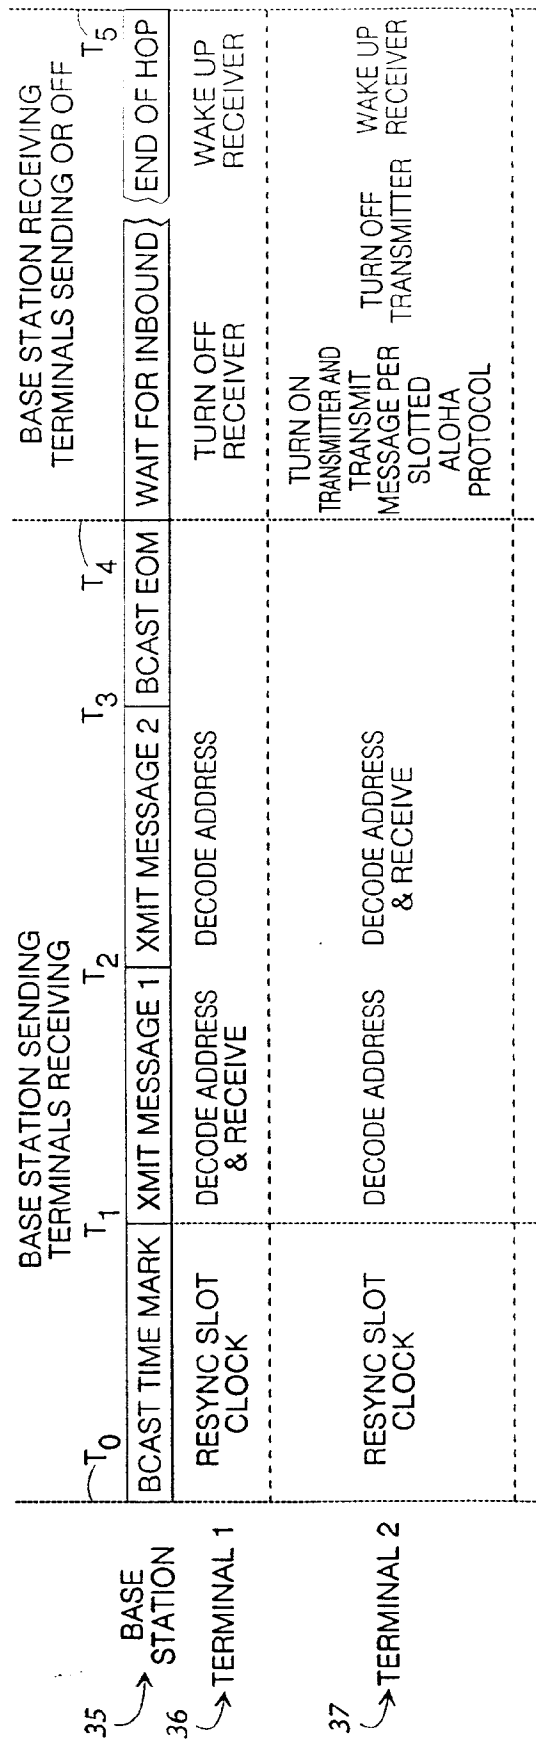 BASE STATION SENDING
TERMINALS RECEIVING
BASE STATION RECEIVING
TERMINALS SENDING OR OFF
T0
T1
T2
T3
T4
T5
35
BASE
STATION
BCAST TIME MARK
XMIT MESSAGE 1
XMIT MESSAGE 2
BCAST EOM
WAIT FOR INBOUND
END OF HOP
36
TERMINAL 1
RESYNC SLOT
CLOCK
DECODE ADDRESS
& RECEIVE
DECODE ADDRESS
TURN OFF
RECEIVER
WAKE UP
RECEIVER
37
TERMINAL 2
RESYNC SLOT
CLOCK
DECODE ADDRESS
DECODE ADDRESS
& RECEIVE
TURN ON
TRANSMITTER AND
TRANSMIT
MESSAGE PER
SLOTTED
ALOHA
PROTOCOL
TURN OFF
TRANSMITTER
WAKE UP
RECEIVER